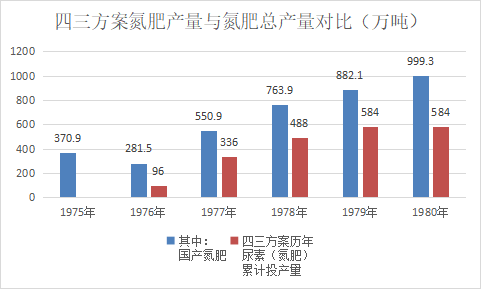 四三方案氮肥产量与氮肥总产量对比（万吨）
1200
1000
800
600
400
200
0
370.9
281.5
96
550.9
336
763.9
488
882.1
584
999.3
584
1975年 1976年 1977年 1978年 1979年 1980年
其中：
国产氮肥
四三方案历年
尿素（氮肥）
累计投产量